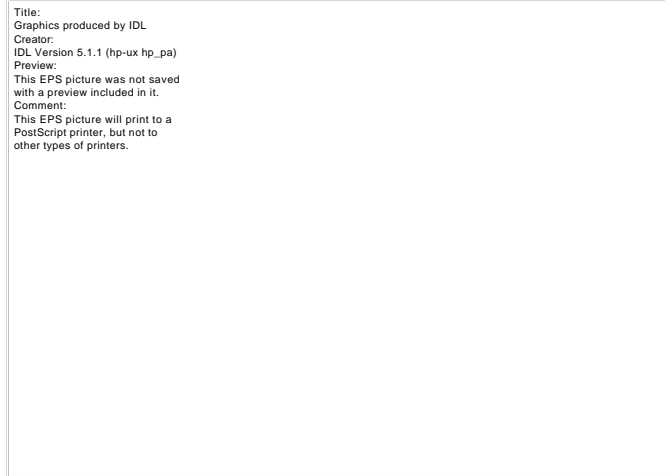 Title:
Graphics produced by IDL
Creator:
IDL Version 5.1.1 (hp-ux hp_pa)
Preview:
This EPS picture was not saved
with a preview included in it.
Comment:
This EPS picture will print to a
PostScript printer, but not to
other types of printers.